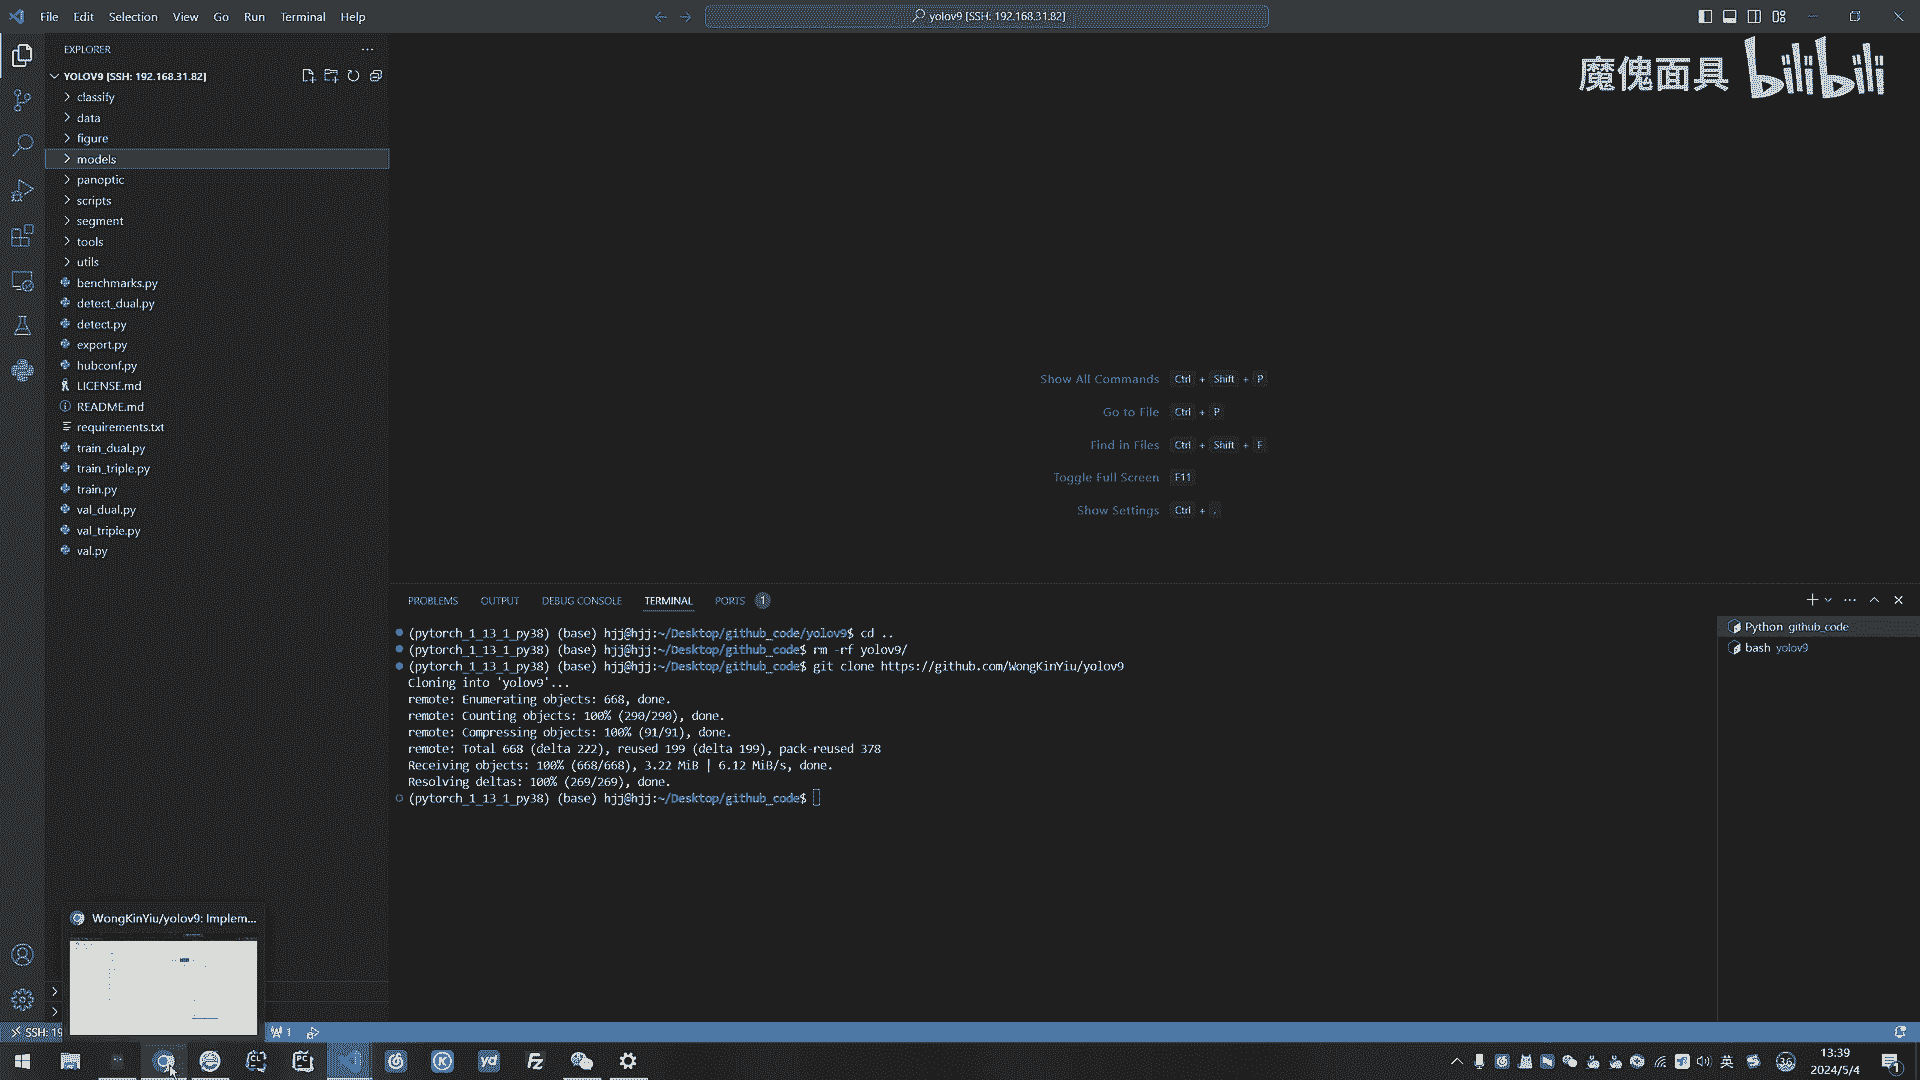 File Edit Selection View Go Run Terminal Help
yolov9 [SSH: 192.168.31.82]
魔傀面具 bilibili
EXPLORER
YOLOV9 [SSH: 192.168.31.82]
classify
data
figure
models
panoptic
scripts
segment
tools
utils
benchmarks.py
detect_dual.py
detect.py
export.py
hubconf.py
LICENSE.md
README.md
requirements.txt
train_dual.py
train_triple.py
train.py
val_dual.py
val_triple.py
val.py
Show All Commands Ctrl + Shift + P
Go to File Ctrl + P
Find in Files Ctrl + Shift + F
Toggle Full Screen F11
Show Settings Ctrl + ,
PROBLEMS OUTPUT DEBUG CONSOLE TERMINAL PORTS 1
(pytorch_1_13_1_py38) (base) hjj@hjj:~/Desktop/github_code/yolov9$ cd ..
(pytorch_1_13_1_py38) (base) hjj@hjj:~/Desktop/github_code$ rm -rf yolov9/
(pytorch_1_13_1_py38) (base) hjj@hjj:~/Desktop/github_code$ git clone https://github.com/WongKinYiu/yolov9
Cloning into 'yolov9'...
remote: Enumerating objects: 668, done.
remote: Counting objects: 100% (290/290), done.
remote: Compressing objects: 100% (91/91), done.
remote: Total 668 (delta 222), reused 199 (delta 199), pack-reused 378
Receiving objects: 100% (668/668), 3.22 MiB | 6.12 MiB/s, done.
Resolving deltas: 100% (269/269), done.
(pytorch_1_13_1_py38) (base) hjj@hjj:~/Desktop/github_code$
Python github_code
bash yolov9
WongKinYiu/yolov9: Implem...
SSH: 19
1
CL
PC
K
yd
Fz
英
36
13:39
2024/5/4
1